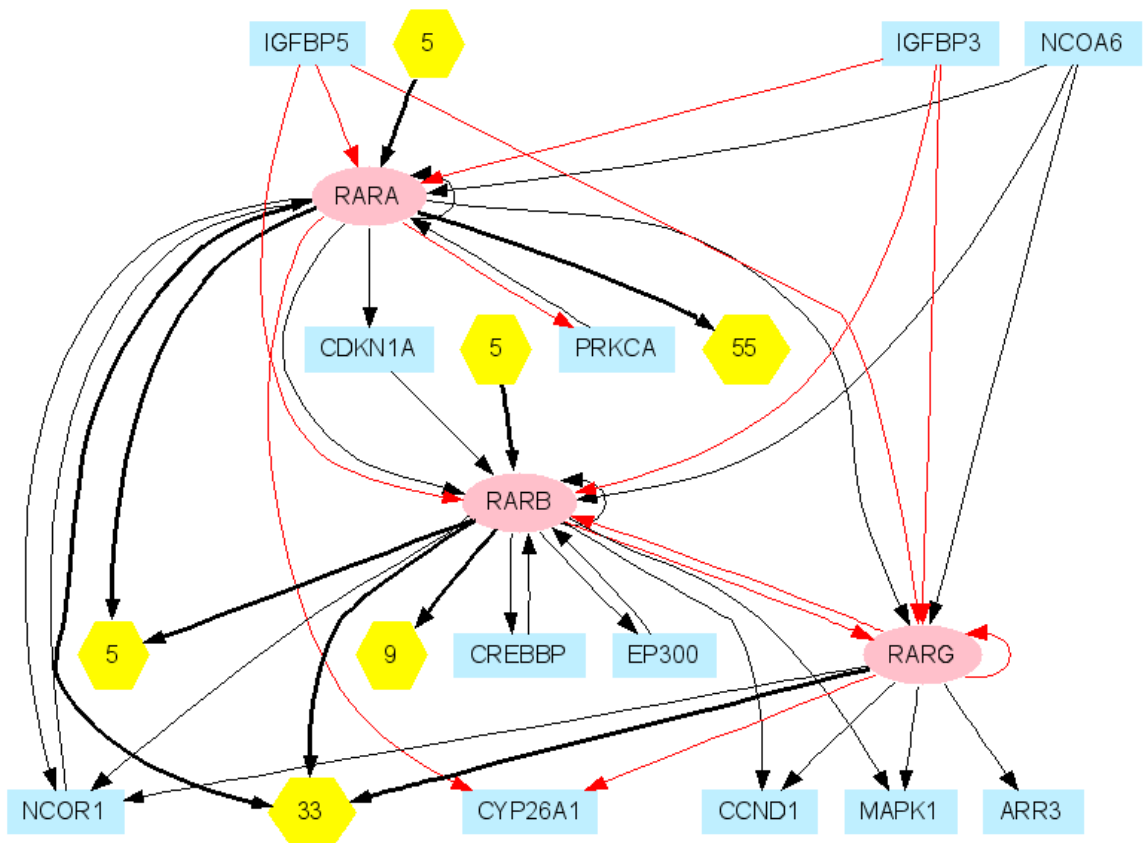 IGFBP5
5
IGFBP3
NCOA6
RARA
CDKN1A
5
PRKCA
55
RARB
5
9
CREBBP
EP300
RARG
NCOR1
33
CYP26A1
CCND1
MAPK1
ARR3